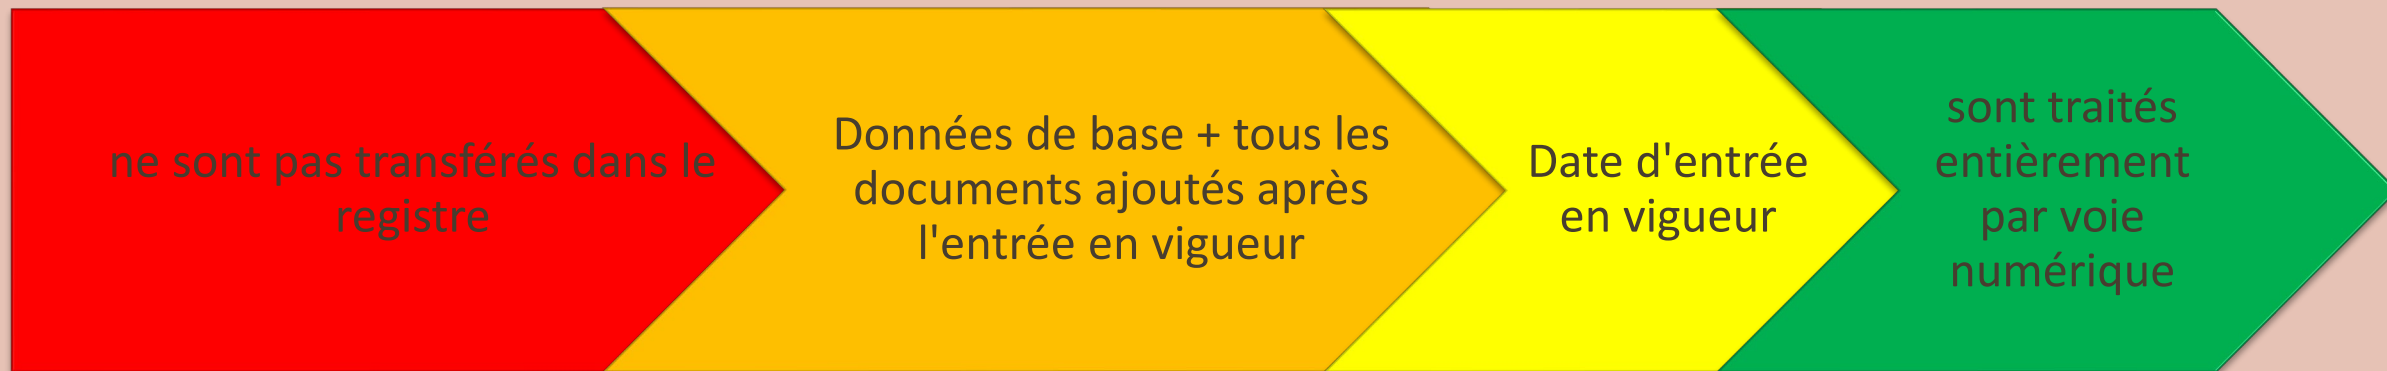 ne sont pas transférés dans le
registre
Données de base + tous les
documents ajoutés après
l'entrée en vigueur
Date d'entrée
en vigueur
sont traités
entièrement
par voie
numérique